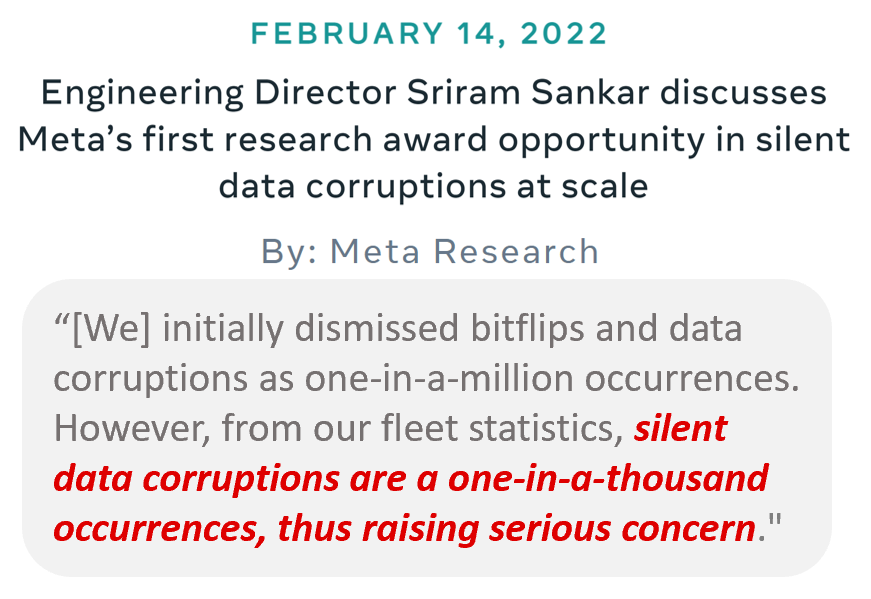 FEBRUARY 14, 2022
Engineering Director Sriram Sankar discusses
Meta’s first research award opportunity in silent
data corruptions at scale
By: Meta Research
“[We] initially dismissed bitflips and data
corruptions as one-in-a-million occurrences.
However, from our fleet statistics, silent
data corruptions are a one-in-a-thousand
occurrences, thus raising serious concern."